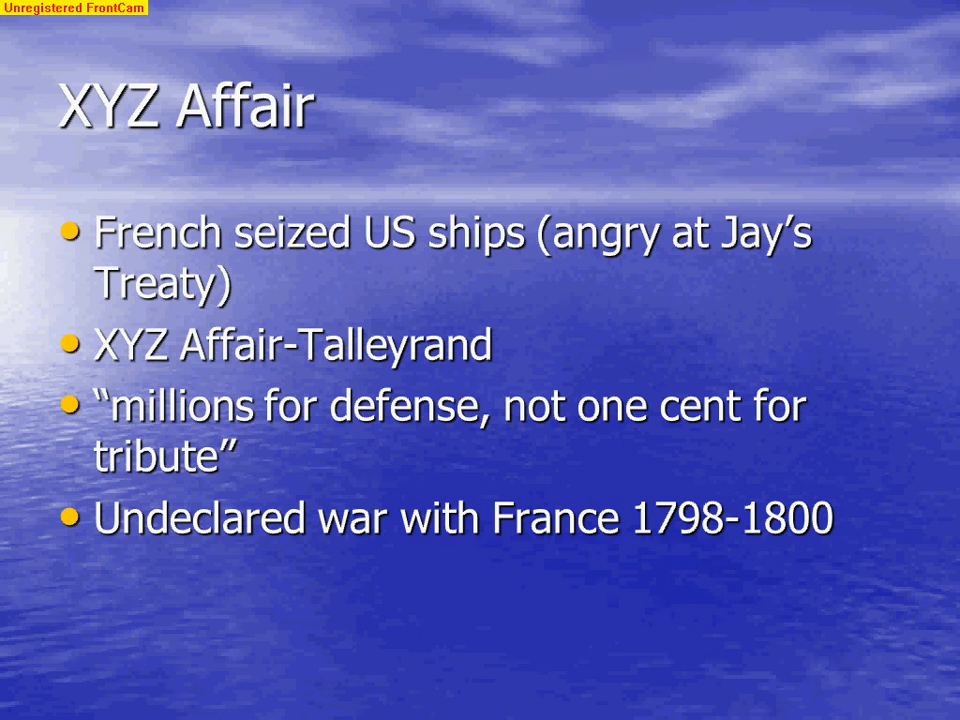 Unregistered FrontCam
XYZ Affair
• French seized US ships (angry at Jay’s
Treaty)
• XYZ Affair-Talleyrand
• “millions for defense, not one cent for
tribute”
• Undeclared war with France 1798-1800